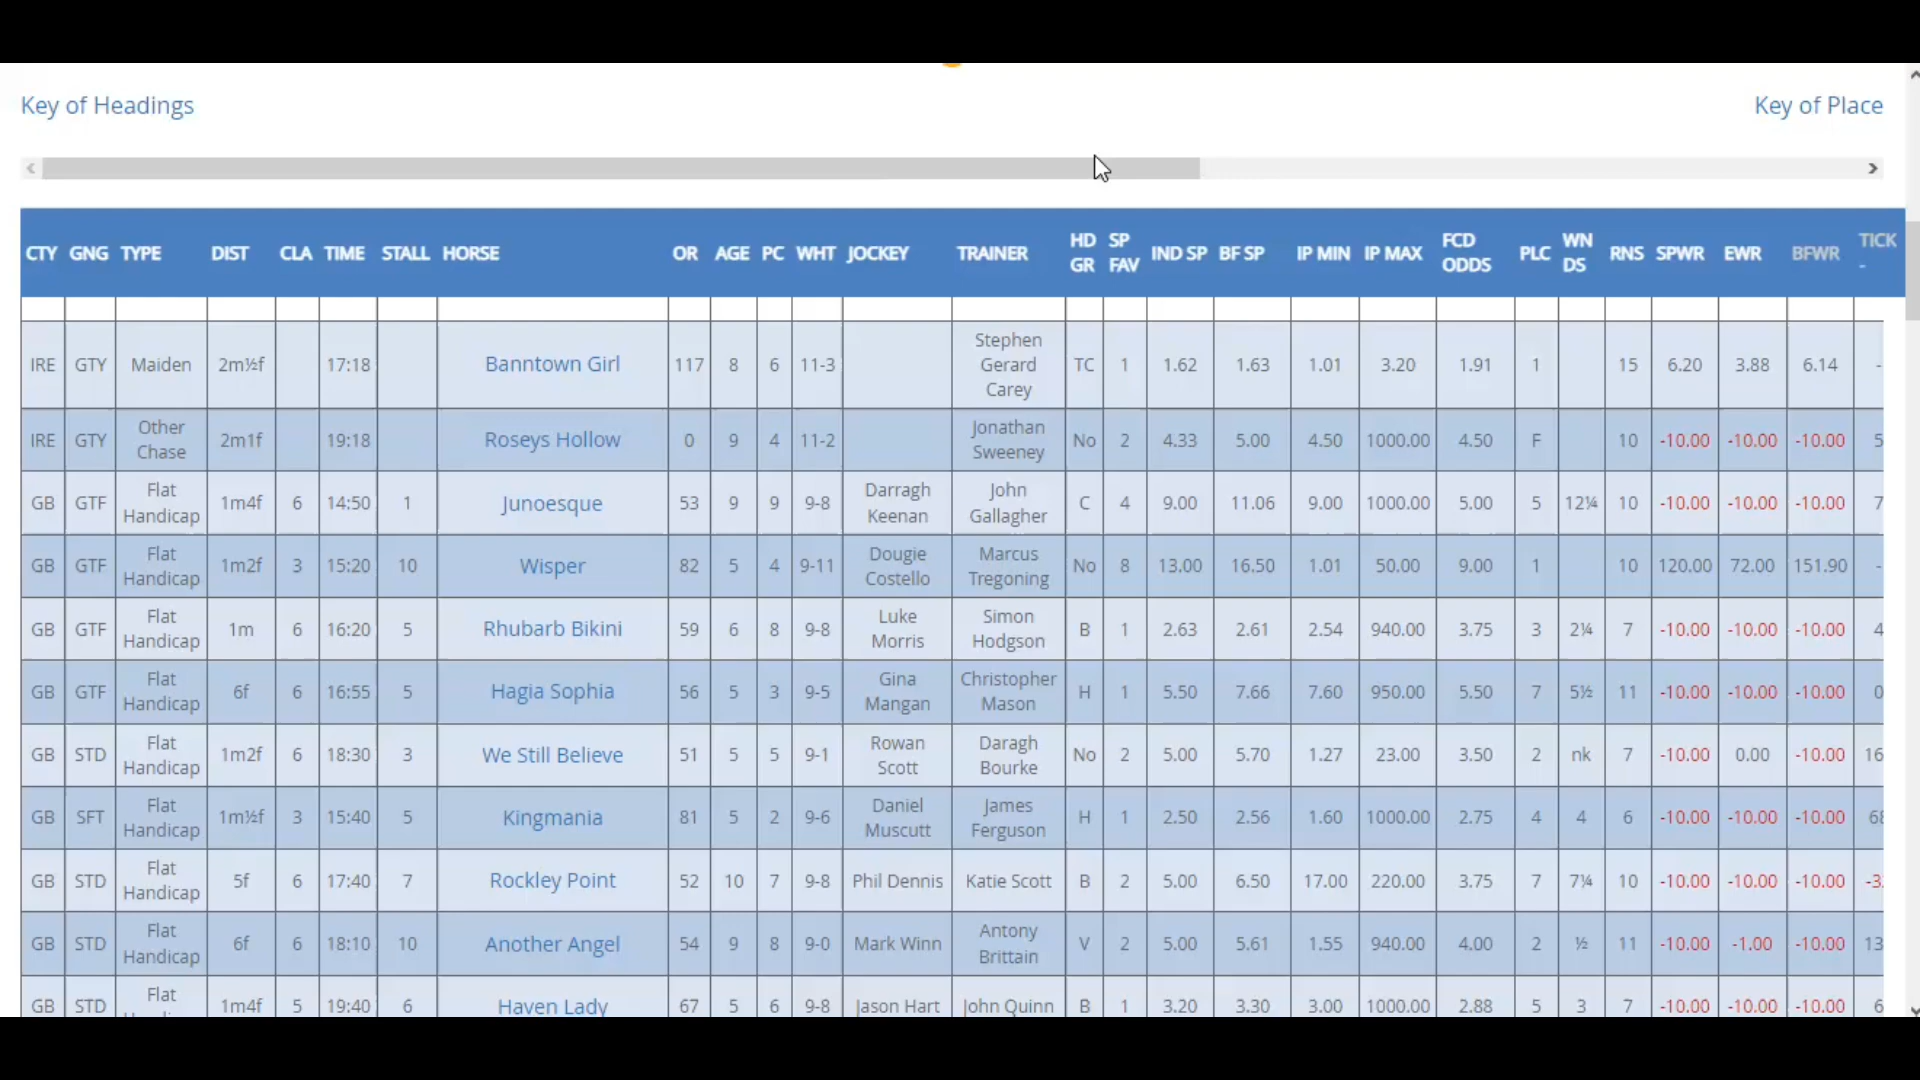 Key of Headings Key of Place
CTY GNG TYPE DIST CLA TIME STALL HORSE OR AGE PC WHT JOCKEY TRAINER HD GR SP FAV IND SP BF SP IP MIN IP MAX FCD ODDS PLC WN DS RNS SPWR EWR BFWR TICK -
IRE GTY Maiden 2m½f 17:18 Banntown Girl 117 8 6 11-3 Stephen Gerard Carey TC 1 1.62 1.63 1.01 3.20 1.91 1 15 6.20 3.88 6.14 -
IRE GTY Other Chase 2m1f 19:18 Roseys Hollow 0 9 4 11-2 Jonathan Sweeney No 2 4.33 5.00 4.50 1000.00 4.50 F 10 -10.00 -10.00 -10.00 5
GB GTF Flat Handicap 1m4f 6 14:50 1 Junoesque 53 9 9 9-8 Darragh Keenan John Gallagher C 4 9.00 11.06 9.00 1000.00 5.00 5 12¼ 10 -10.00 -10.00 -10.00 7
GB GTF Flat Handicap 1m2f 3 15:20 10 Wisper 82 5 4 9-11 Dougie Costello Marcus Tregoning No 8 13.00 16.50 1.01 50.00 9.00 1 10 120.00 72.00 151.90 -
GB GTF Flat Handicap 1m 6 16:20 5 Rhubarb Bikini 59 6 8 9-8 Luke Morris Simon Hodgson B 1 2.63 2.61 2.54 940.00 3.75 3 2¼ 7 -10.00 -10.00 -10.00 4
GB GTF Flat Handicap 6f 6 16:55 5 Hagia Sophia 56 5 3 9-5 Gina Mangan Christopher Mason H 1 5.50 7.66 7.60 950.00 5.50 7 5½ 11 -10.00 -10.00 -10.00 0
GB STD Flat Handicap 1m2f 6 18:30 3 We Still Believe 51 5 5 9-1 Rowan Scott Daragh Bourke No 2 5.00 5.70 1.27 23.00 3.50 2 nk 7 -10.00 0.00 -10.00 16
GB SFT Flat Handicap 1m½f 3 15:40 5 Kingmania 81 5 2 9-6 Daniel Muscutt James Ferguson H 1 2.50 2.56 1.60 1000.00 2.75 4 4 6 -10.00 -10.00 -10.00 68
GB STD Flat Handicap 5f 6 17:40 7 Rockley Point 52 10 7 9-8 Phil Dennis Katie Scott B 2 5.00 6.50 17.00 220.00 3.75 7 7¼ 10 -10.00 -10.00 -10.00 -3
GB STD Flat Handicap 6f 6 18:10 10 Another Angel 54 9 8 9-0 Mark Winn Antony Brittain V 2 5.00 5.61 1.55 940.00 4.00 2 ½ 11 -10.00 -1.00 -10.00 13
GB STD Flat 1m4f 5 19:40 6 Haven Lady 67 5 6 9-8 Jason Hart John Quinn B 1 3.20 3.30 3.00 1000.00 2.88 5 3 7 -10.00 -10.00 -10.00 6